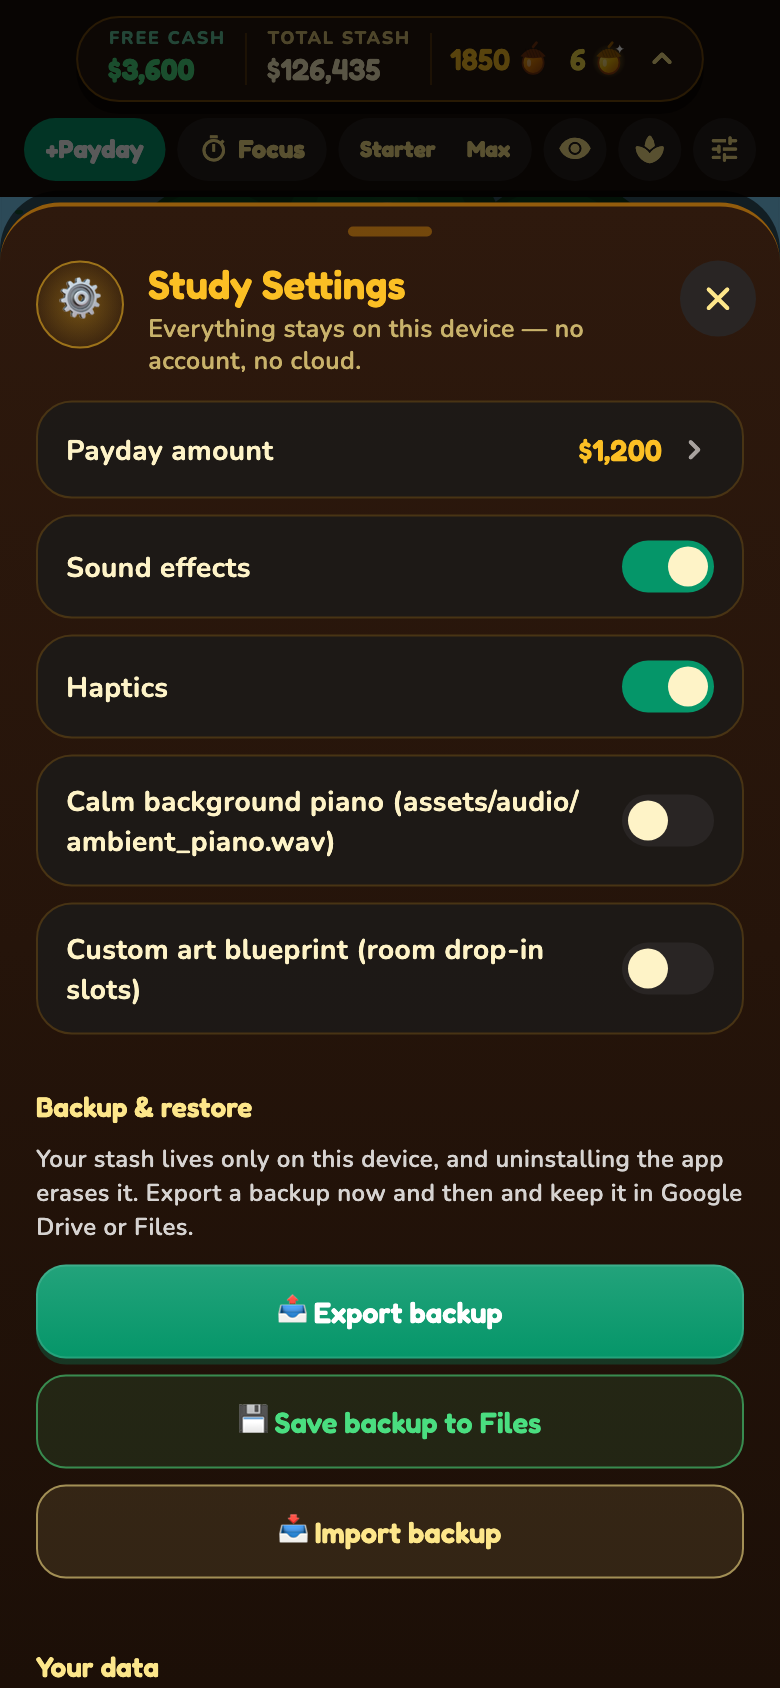 FREE CASH
$3,600
TOTAL STASH
$126,435
1850
6
+Payday
Focus
Starter
Max
Study Settings
Everything stays on this device — no
account, no cloud.
Payday amount
$1,200
Sound effects
Haptics
Calm background piano (assets/audio/
ambient_piano.wav)
Custom art blueprint (room drop-in
slots)
Backup & restore
Your stash lives only on this device, and uninstalling the app
erases it. Export a backup now and then and keep it in Google
Drive or Files.
Export backup
Save backup to Files
Import backup
Your data